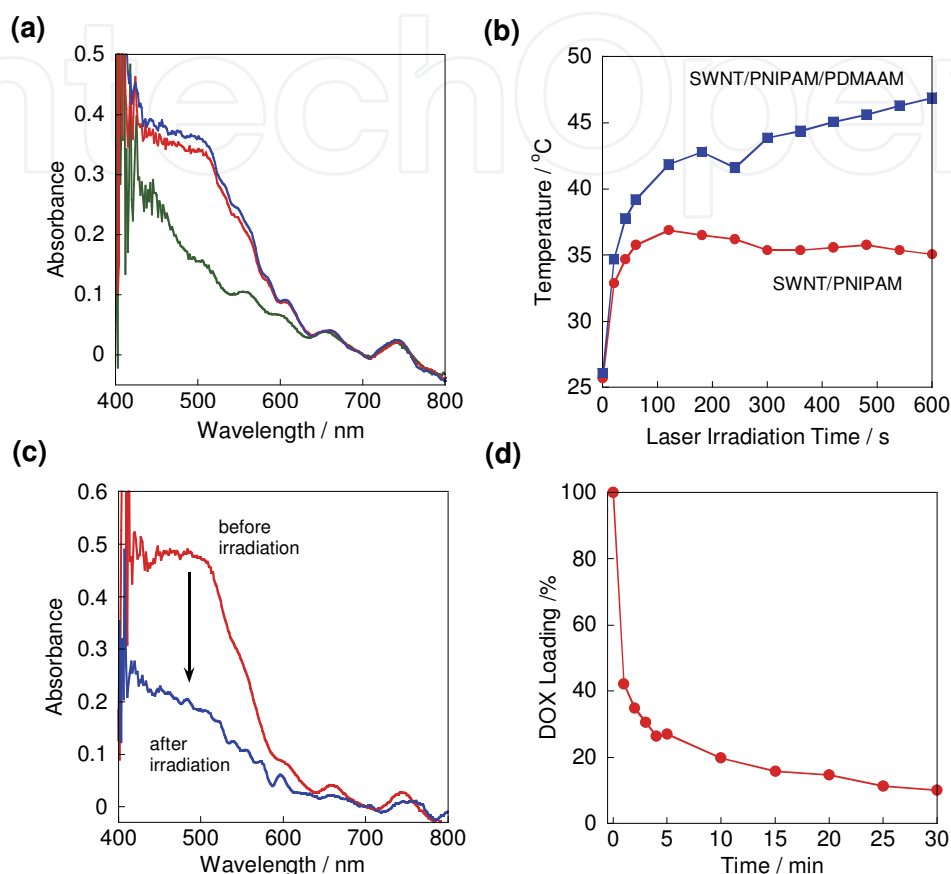 (a)
0.5
0.4
0.3
0.2
0.1
0
Absorbance
400 500 600 700 800
Wavelength / nm
(b)
50
45
40
35
30
25
Temperature / °C
SWNT/PNIPAM/PDMAAM
SWNT/PNIPAM
0 100 200 300 400 500 600
Laser Irradiation Time / s
(c)
0.6
0.5
0.4
0.3
0.2
0.1
0
Absorbance
before
irradiation
after
irradiation
400 500 600 700 800
Wavelength / nm
(d)
100
80
60
40
20
0
DOX Loading /%
0 5 10 15 20 25 30
Time / min